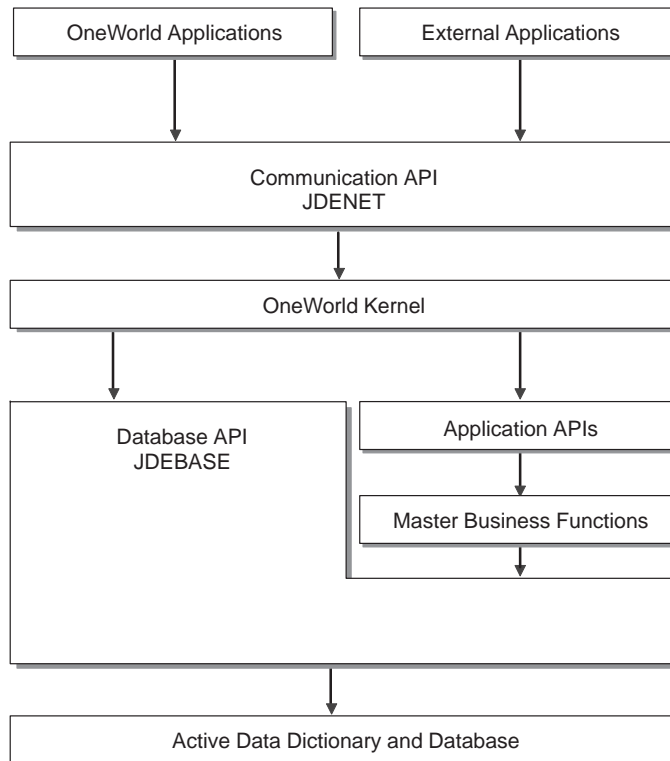 OneWorld Applications
External Applications
Communication API
JDENET
OneWorld Kernel
Database API
JDEBASE
Application APIs
Master Business Functions
Active Data Dictionary and Database